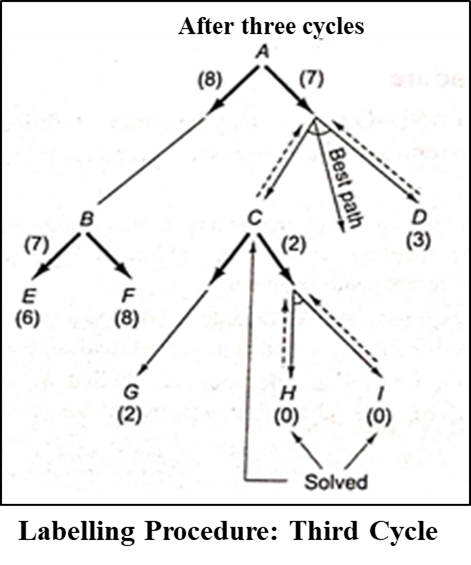 After three cycles
A
(8) (7)
Best path
B C D
(7) (2) (3)
E F
(6) (8)
G H I
(2) (0) (0)
Solved
Labelling Procedure: Third Cycle